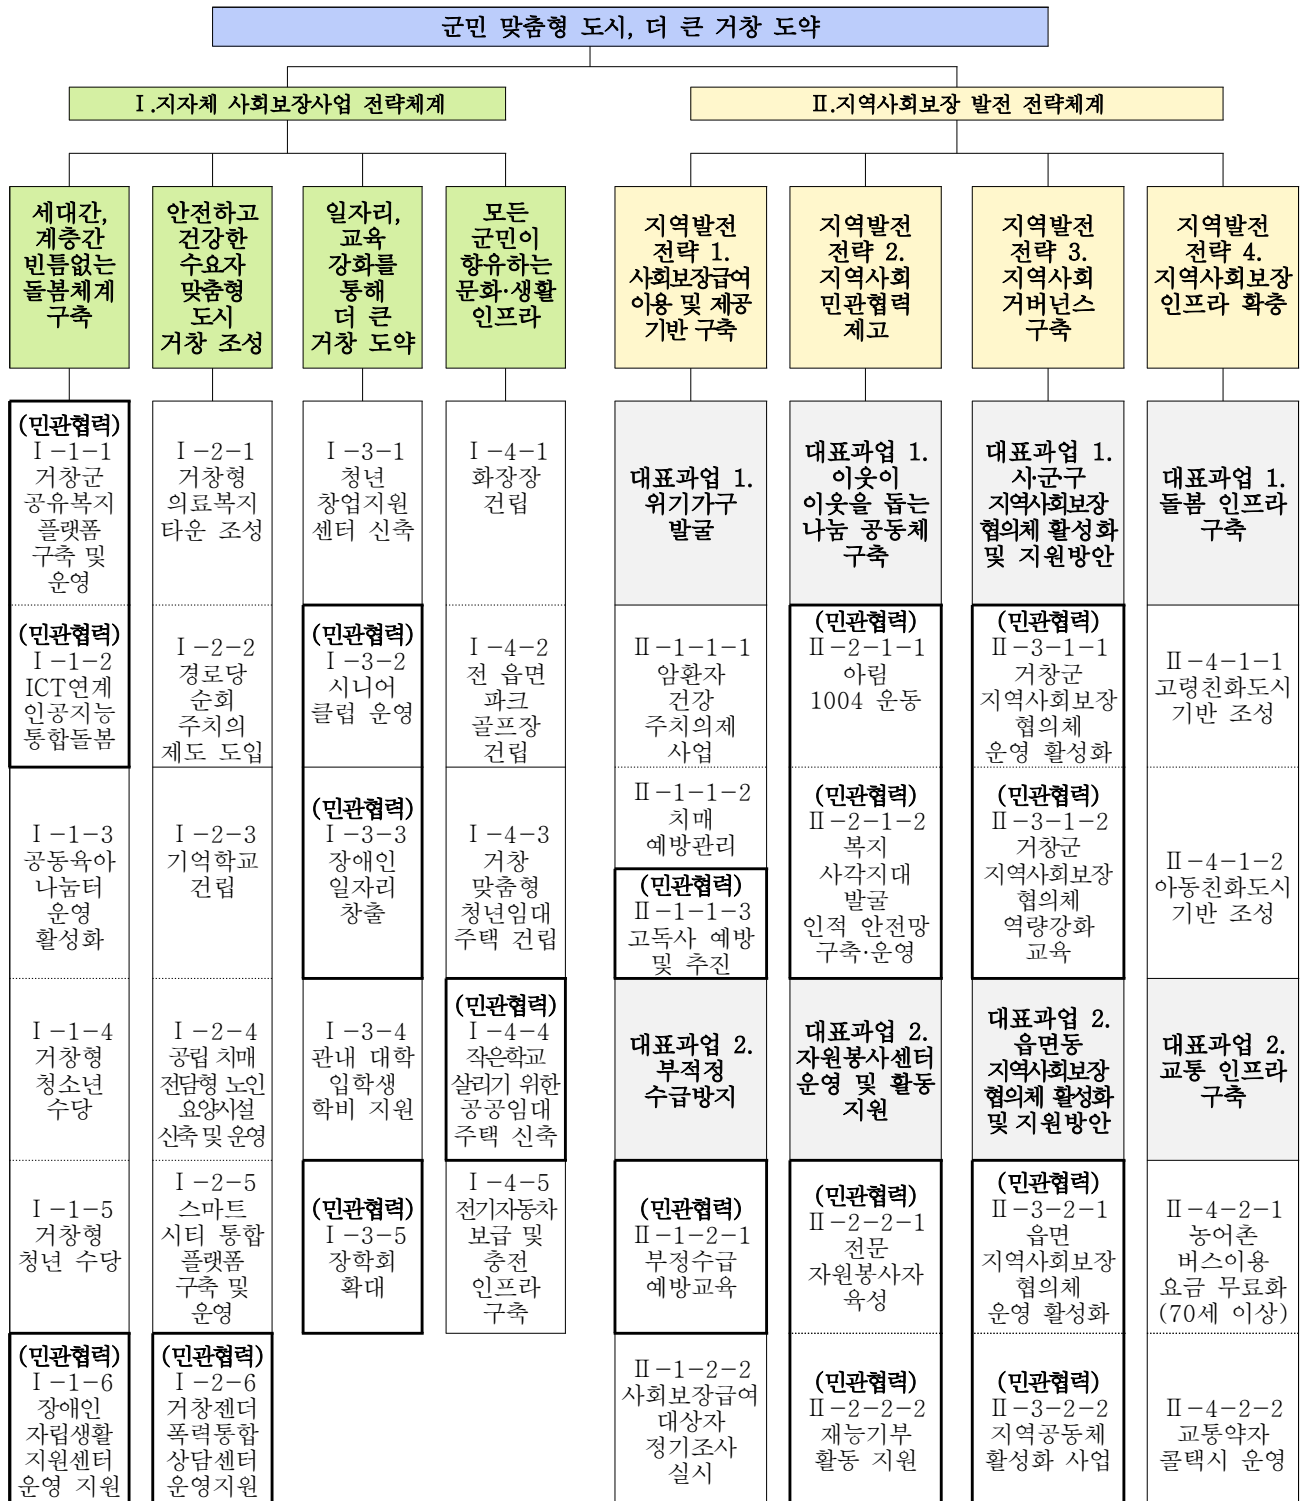 군민 맞춤형 도시, 더 큰 거창 도약
Ⅰ.지자체 사회보장사업 전략체계
Ⅱ.지역사회보장 발전 전략체계
세대간,
계층간
빈틈없는
돌봄체계
구축
안전하고
건강한
수요자
맞춤형
도시
거창 조성
일자리,
교육
강화를
통해
더 큰
거창 도약
모든
군민이
향유하는
문화·생활
인프라
지역발전
전략 1.
사회보장급여
이용 및 제공
기반 구축
지역발전
전략 2.
지역사회
민관협력
제고
지역발전
전략 3.
지역사회
거버넌스
구축
지역발전
전략 4.
지역사회보장
인프라 확충
(민관협력)
Ⅰ-1-1
거창군
공유복지
플랫폼
구축 및
운영
Ⅰ-2-1
거창형
의료복지
타운 조성
Ⅰ-3-1
청년
창업지원
센터 신축
Ⅰ-4-1
화장장
건립
대표과업 1.
위기가구
발굴
대표과업 1.
이웃이
이웃을 돕는
나눔 공동체
구축
대표과업 1.
시·군·구
지역사회보장
협의체 활성화
및 지원방안
대표과업 1.
돌봄 인프라
구축
(민관협력)
Ⅰ-1-2
ICT연계
인공지능
통합돌봄
Ⅰ-2-2
경로당
순회
주치의
제도 도입
(민관협력)
Ⅰ-3-2
시니어
클럽 운영
Ⅰ-4-2
전 읍면
파크
골프장
건립
Ⅱ-1-1-1
암환자
건강
주치의제
사업
(민관협력)
Ⅱ-2-1-1
아림
1004 운동
(민관협력)
Ⅱ-3-1-1
거창군
지역사회보장
협의체
운영 활성화
Ⅱ-4-1-1
고령친화도시
기반 조성
Ⅰ-1-3
공동육아
나눔터
운영
활성화
Ⅰ-2-3
기억학교
건립
(민관협력)
Ⅰ-3-3
장애인
일자리
창출
Ⅰ-4-3
거창
맞춤형
청년임대
주택 건립
Ⅱ-1-1-2
치매
예방관리
(민관협력)
Ⅱ-1-1-3
고독사 예방
및 추진
(민관협력)
Ⅱ-2-1-2
복지
사각지대
발굴
인적 안전망
구축·운영
(민관협력)
Ⅱ-3-1-2
거창군
지역사회보장
협의체
역량강화
교육
Ⅱ-4-1-2
아동친화도시
기반 조성
Ⅰ-1-4
거창형
청소년
수당
Ⅰ-2-4
공립 치매
전담형 노인
요양시설
신축 및 운영
Ⅰ-3-4
관내 대학
입학생
학비 지원
(민관협력)
Ⅰ-4-4
작은학교
살리기 위한
공공임대
주택 신축
대표과업 2.
부적정
수급방지
대표과업 2.
자원봉사센터
운영 및 활동
지원
대표과업 2.
읍면동
지역사회보장
협의체 활성화
및 지원방안
대표과업 2.
교통 인프라
구축
Ⅰ-1-5
거창형
청년 수당
Ⅰ-2-5
스마트
시티 통합
플랫폼
구축 및
운영
(민관협력)
Ⅰ-3-5
장학회
확대
Ⅰ-4-5
전기자동차
보급 및
충전
인프라
구축
(민관협력)
Ⅱ-1-2-1
부정수급
예방교육
(민관협력)
Ⅱ-2-2-1
전문
자원봉사자
육성
(민관협력)
Ⅱ-3-2-1
읍면
지역사회보장
협의체
운영 활성화
Ⅱ-4-2-1
농어촌
버스이용
요금 무료화
(70세 이상)
(민관협력)
Ⅰ-1-6
장애인
자립생활
지원센터
운영 지원
(민관협력)
Ⅰ-2-6
거창젠더
폭력통합
상담센터
운영지원
Ⅱ-1-2-2
사회보장급여
대상자
정기조사
실시
(민관협력)
Ⅱ-2-2-2
재능기부
활동 지원
(민관협력)
Ⅱ-3-2-2
지역공동체
활성화 사업
Ⅱ-4-2-2
교통약자
콜택시 운영